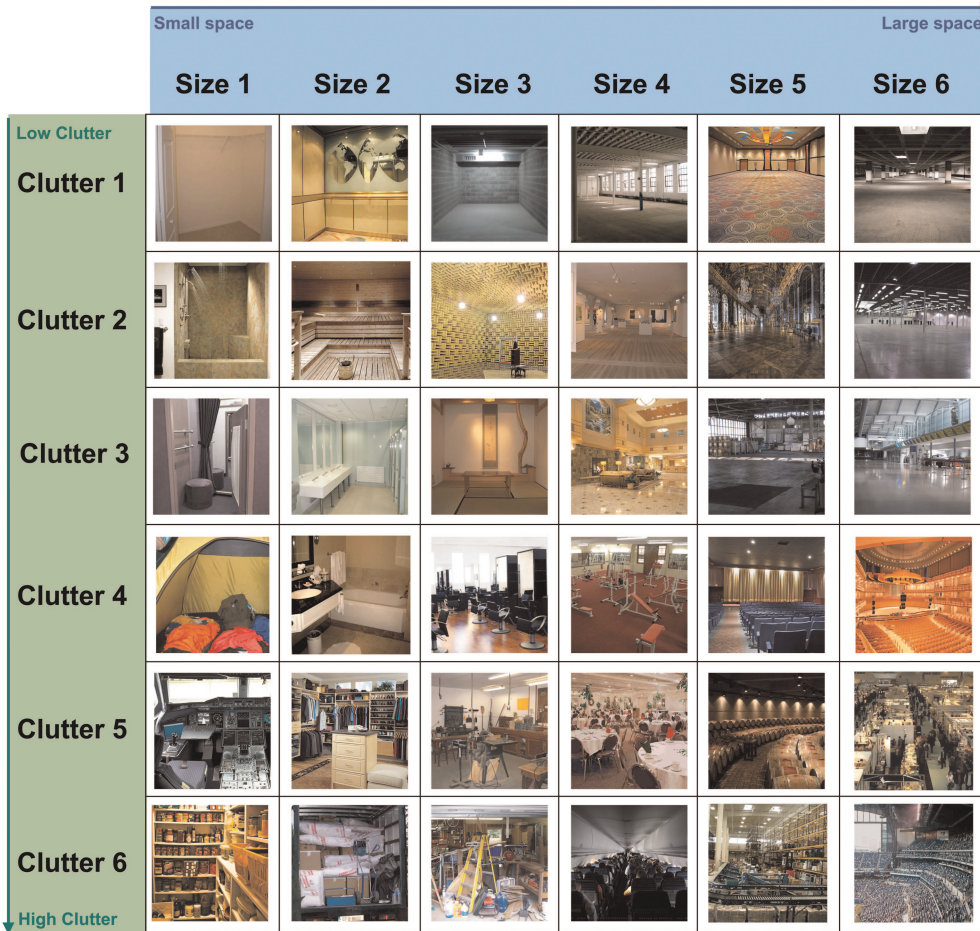 Small space Large space
Size 1 Size 2 Size 3 Size 4 Size 5 Size 6
Low Clutter
Clutter 1
Clutter 2
Clutter 3
Clutter 4
Clutter 5
Clutter 6
High Clutter